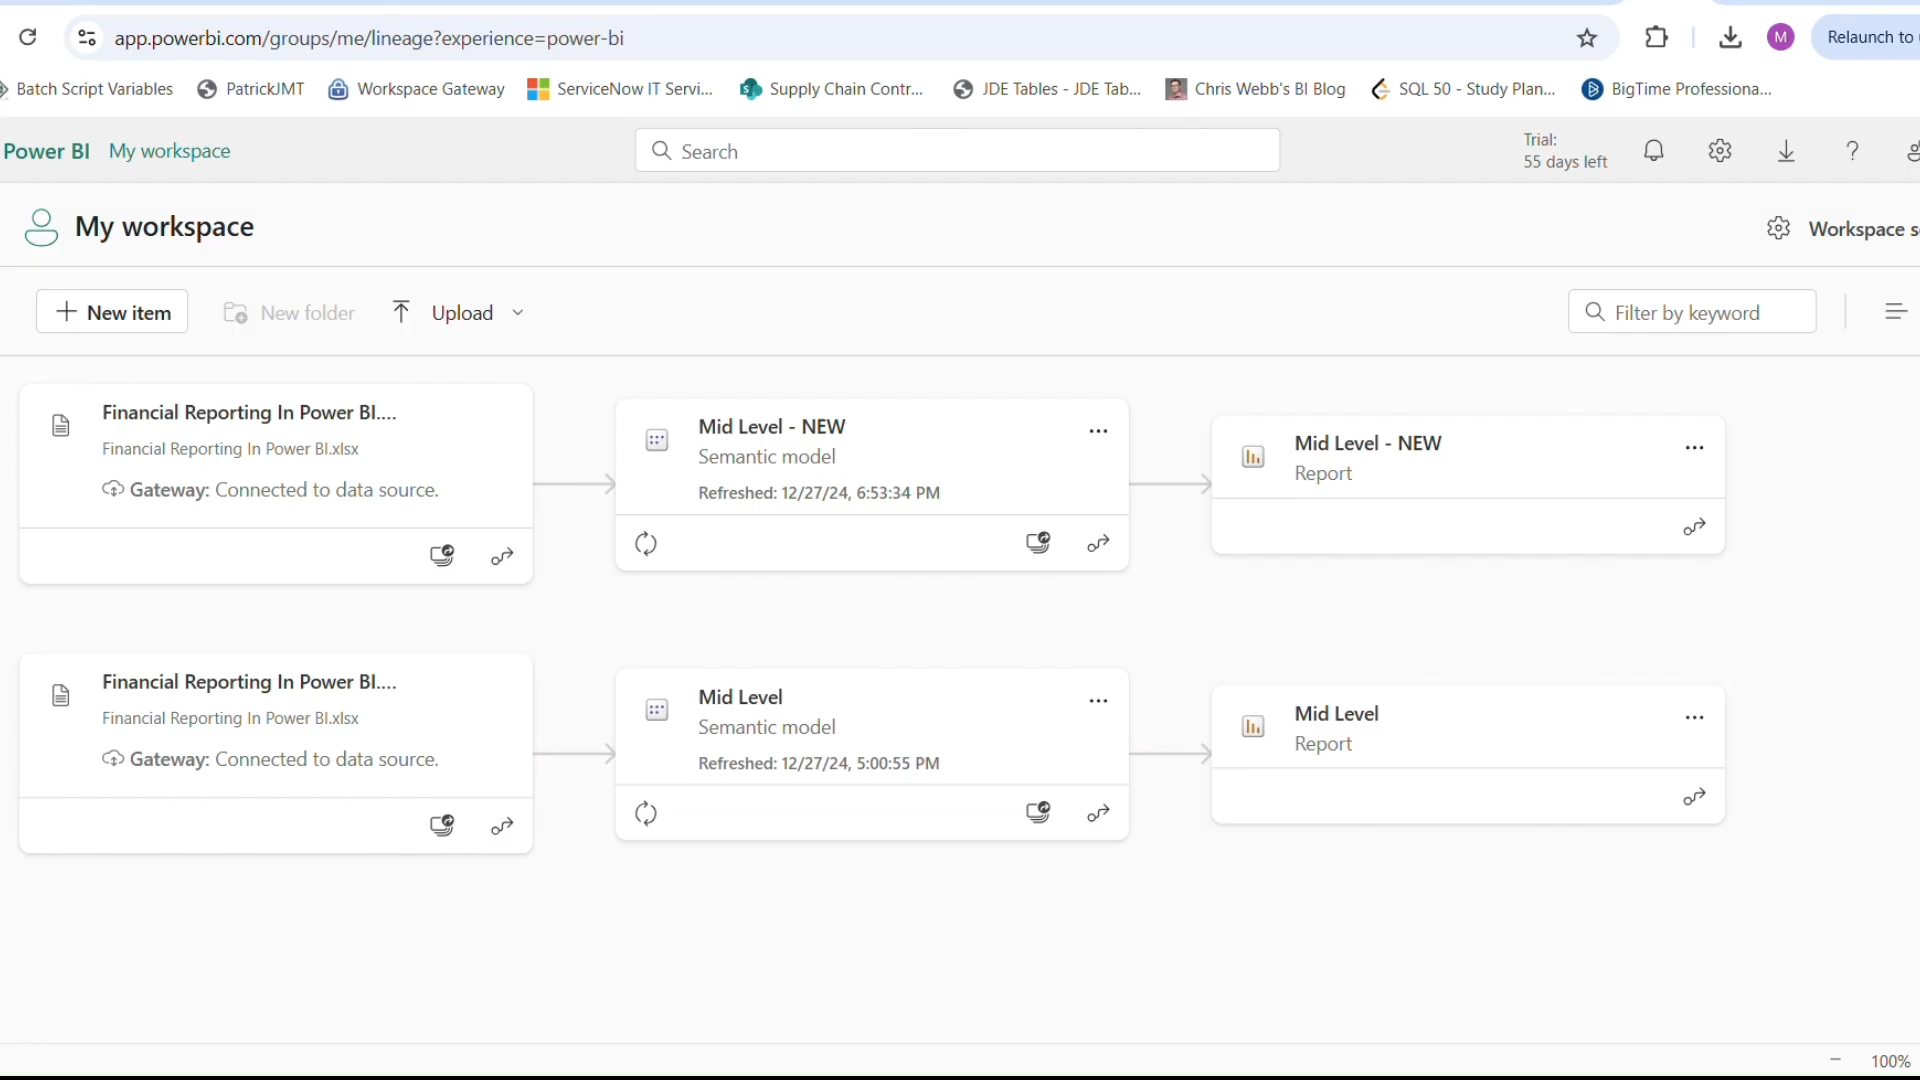 app.powerbi.com/groups/me/lineage?experience=power-bi
M
Relaunch to
Batch Script Variables PatrickJMT Workspace Gateway ServiceNow IT Servi... Supply Chain Contr... JDE Tables - JDE Tab... Chris Webb's BI Blog SQL 50 - Study Plan... BigTime Professiona...
Power BI My workspace
Search
Trial:
55 days left
My workspace
Workspace s
New item New folder Upload
Filter by keyword
Financial Reporting In Power BI....
Financial Reporting In Power BI.xlsx
Gateway: Connected to data source.
Mid Level - NEW
Semantic model
Refreshed: 12/27/24, 6:53:34 PM
Mid Level - NEW
Report
Financial Reporting In Power BI....
Financial Reporting In Power BI.xlsx
Gateway: Connected to data source.
Mid Level
Semantic model
Refreshed: 12/27/24, 5:00:55 PM
Mid Level
Report
100%